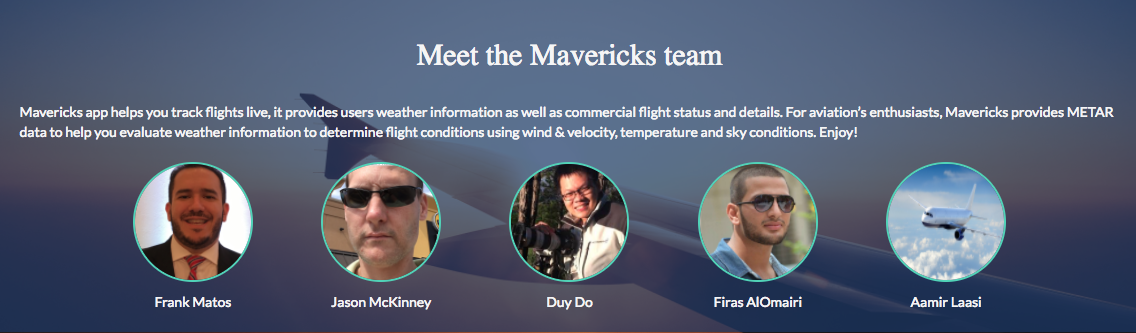 Meet the Mavericks team
Mavericks app helps you track flights live, it provides users weather information as well as commercial flight status and details. For aviation's enthusiasts, Mavericks provides METAR
data to help you evaluate weather information to determine flight conditions using wind & velocity, temperature and sky conditions. Enjoy!
Frank Matos Jason McKinney Duy Do Firas AlOmairi Aamir Laasi